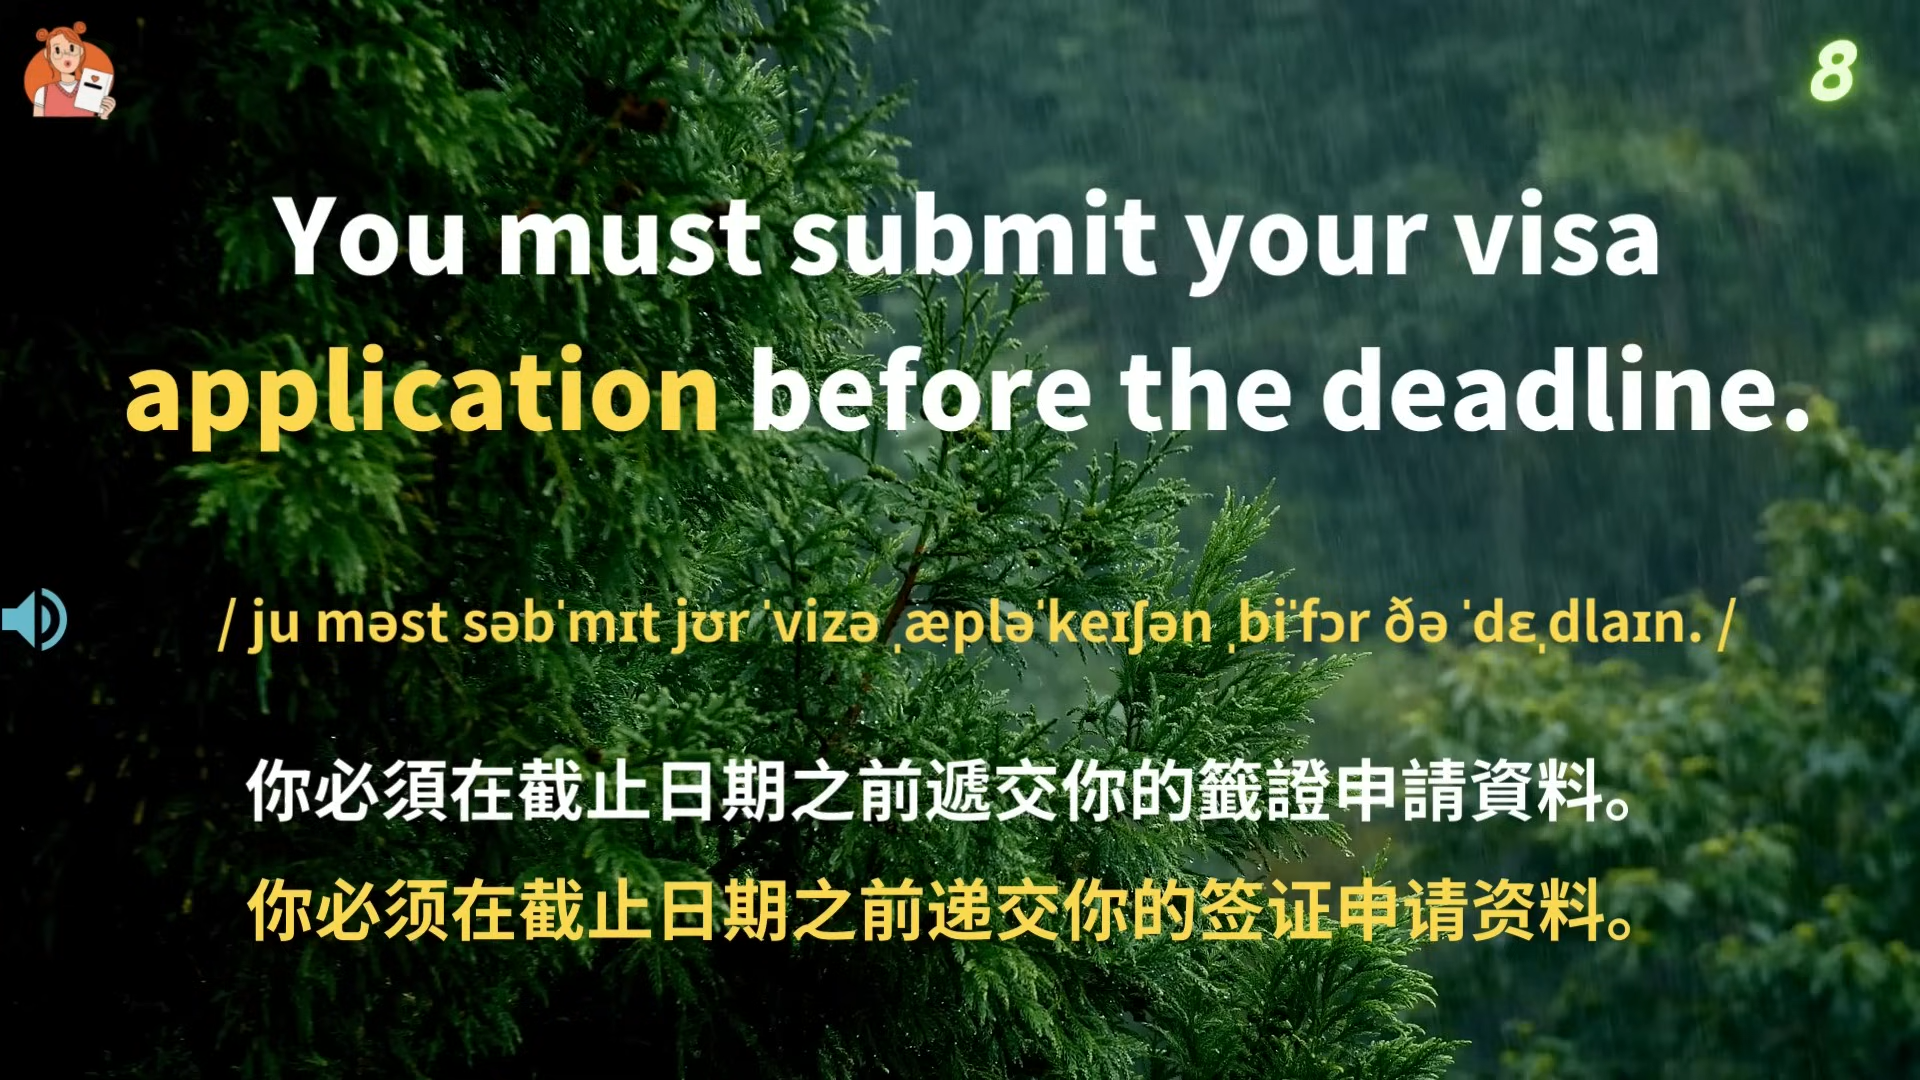 8
You must submit your visa
application before the deadline.
/ ju məst səbˈmɪt jʊr ˈvizə ˌæpləˈkeɪʃən ˌbiˈfɔr ðə ˈdɛˌdlaɪn. /
你必須在截止日期之前遞交你的籤證申請資料。
你必须在截止日期之前递交你的签证申请资料。